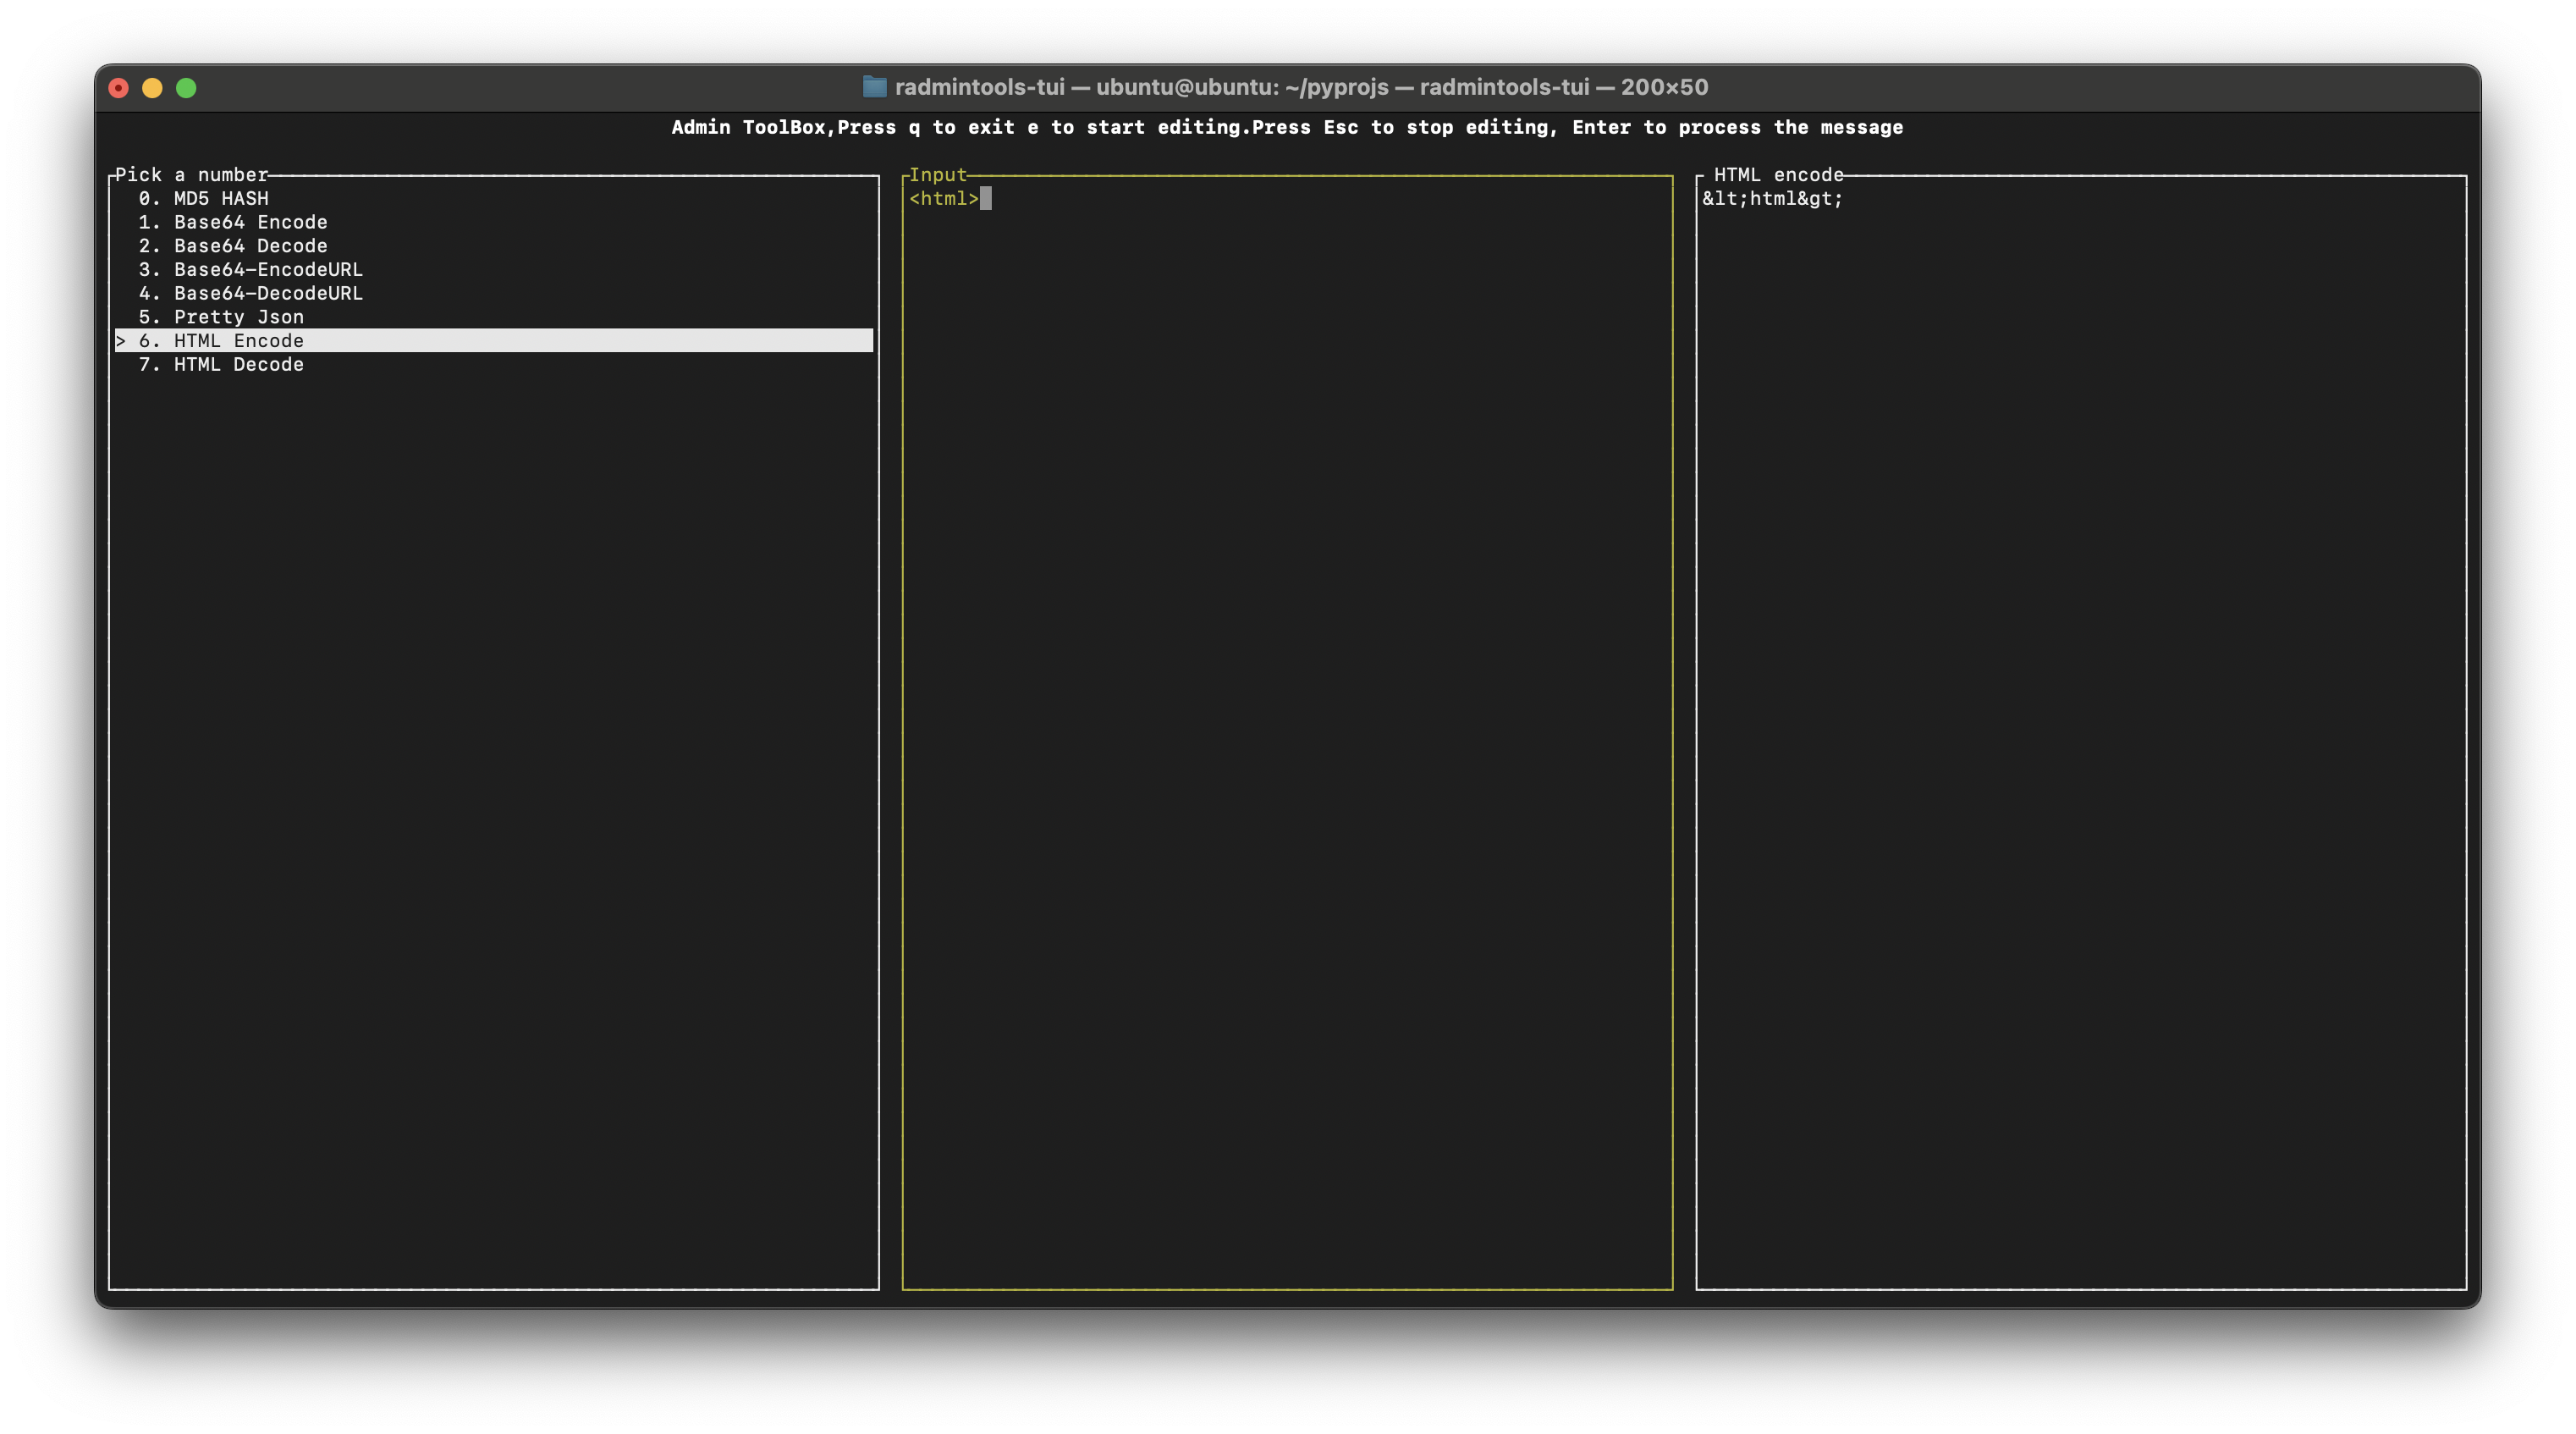 radmintools-tui — ubuntu@ubuntu: ~/pyprojs — radmintools-tui — 200×50
Admin ToolBox,Press q to exit e to start editing.Press Esc to stop editing, Enter to process the message
Pick a number
0. MD5 HASH
1. Base64 Encode
2. Base64 Decode
3. Base64-EncodeURL
4. Base64-DecodeURL
5. Pretty Json
> 6. HTML Encode
7. HTML Decode
Input
<html>
HTML encode
&lt;html&gt;